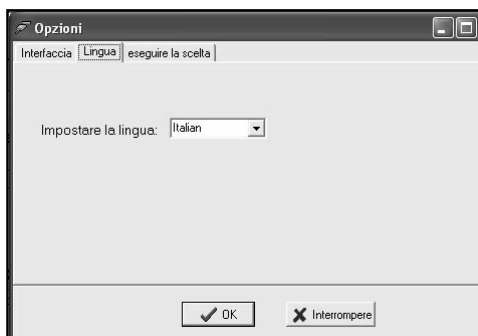 Opzioni
Interfaccia Lingua eseguire la scelta
Impostare la lingua: Italian
OK Interrompere